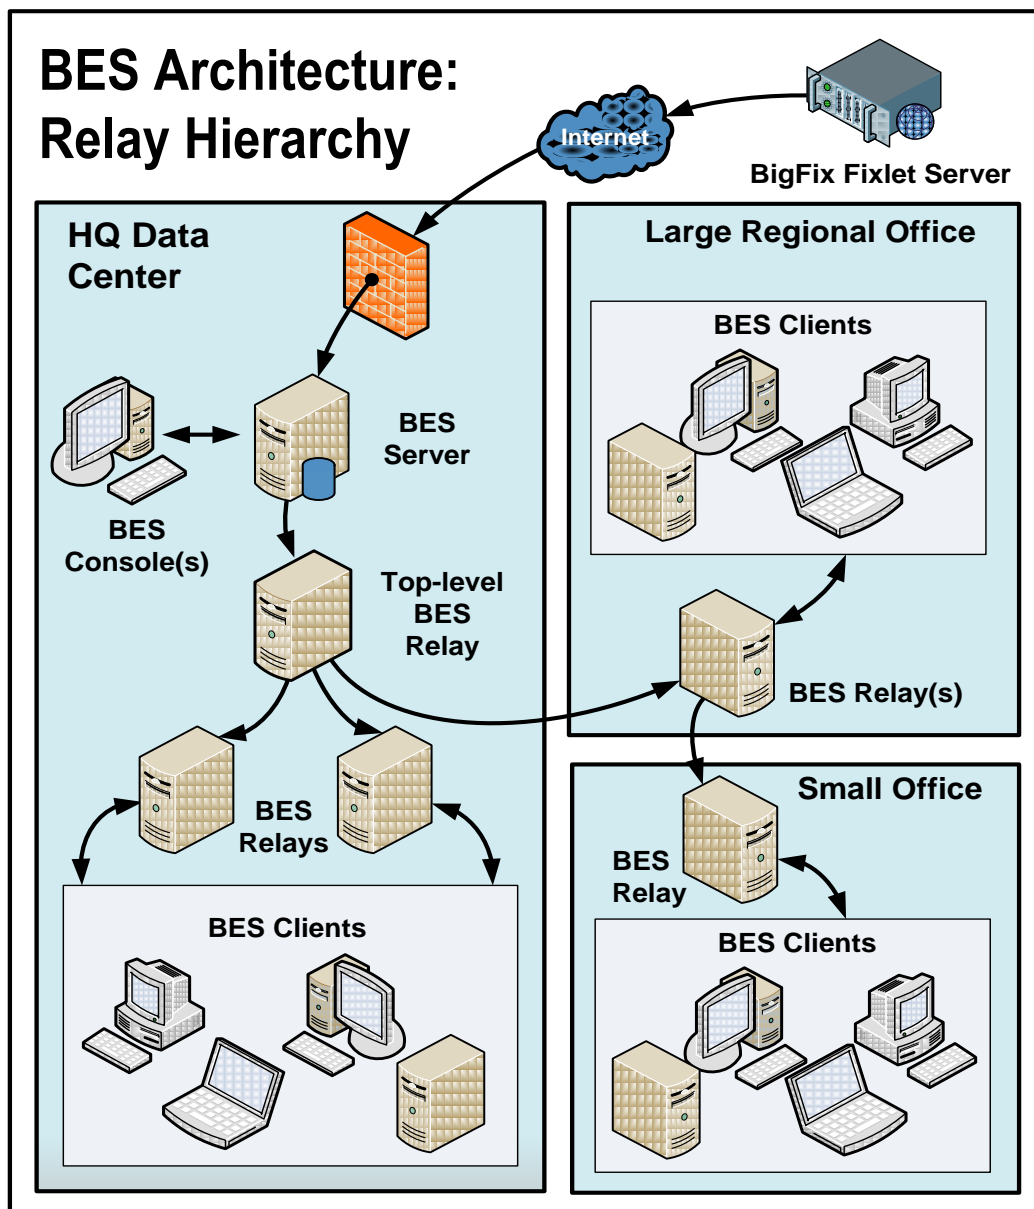 BES Architecture:
Relay Hierarchy
Internet
BigFix Fixlet Server
HQ Data
Center
BES
Server
BES
Console(s)
Top-level
BES
Relay
BES
Relays
BES Clients
Large Regional Office
BES Clients
BES Relay(s)
Small Office
BES
Relay
BES Clients